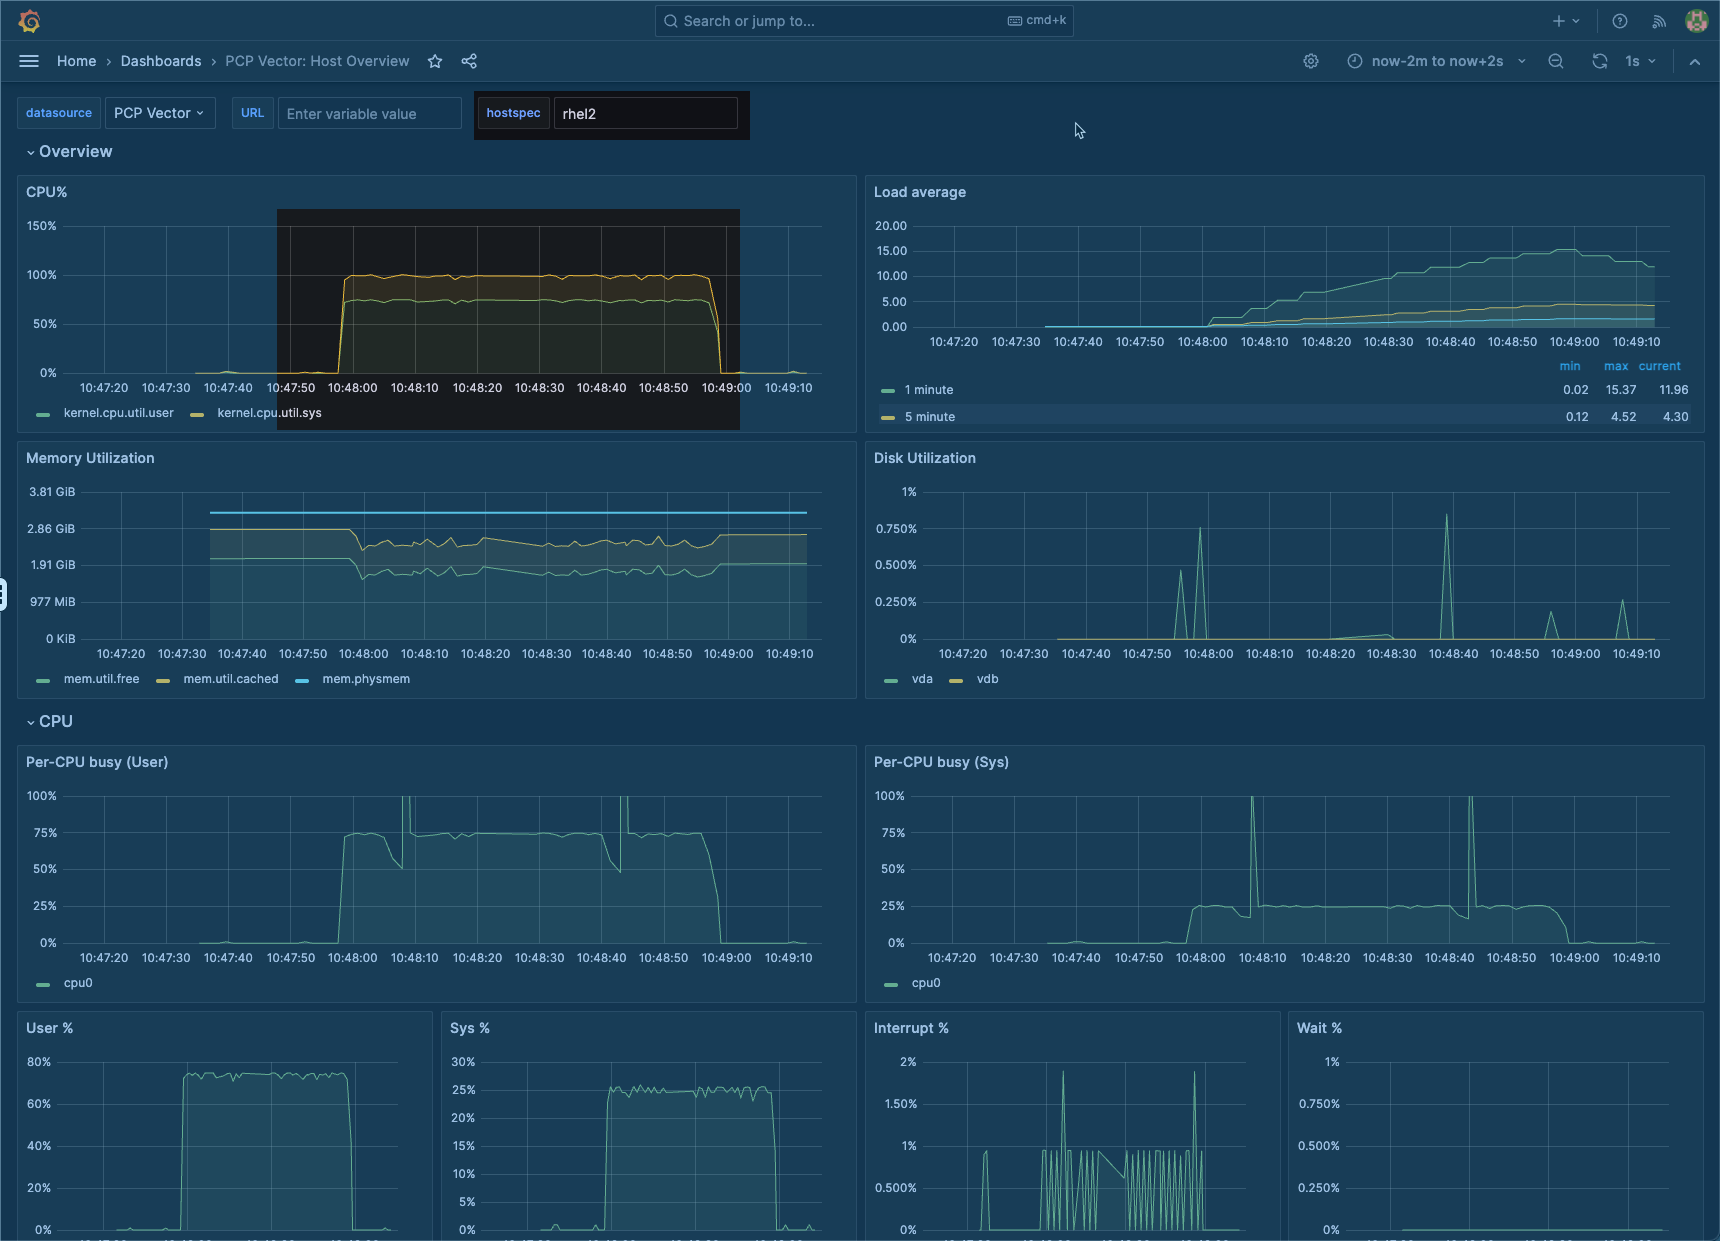 Search or jump to... cmd+k
Home › Dashboards › PCP Vector: Host Overview now-2m to now+2s 1s
datasource PCP Vector URL Enter variable value hostspec rhel2
Overview
CPU%
150%
100%
50%
0%
10:47:20 10:47:30 10:47:40 10:47:50 10:48:00 10:48:10 10:48:20 10:48:30 10:48:40 10:48:50 10:49:00 10:49:10
kernel.cpu.util.user kernel.cpu.util.sys
Load average
20.00
15.00
10.00
5.00
0.00
10:47:20 10:47:30 10:47:40 10:47:50 10:48:00 10:48:10 10:48:20 10:48:30 10:48:40 10:48:50 10:49:00 10:49:10
min max current
1 minute 0.02 15.37 11.96
5 minute 0.12 4.52 4.30
Memory Utilization
3.81 GiB
2.86 GiB
1.91 GiB
977 MiB
0 KiB
10:47:20 10:47:30 10:47:40 10:47:50 10:48:00 10:48:10 10:48:20 10:48:30 10:48:40 10:48:50 10:49:00 10:49:10
mem.util.free mem.util.cached mem.physmem
Disk Utilization
1%
0.750%
0.500%
0.250%
0%
10:47:20 10:47:30 10:47:40 10:47:50 10:48:00 10:48:10 10:48:20 10:48:30 10:48:40 10:48:50 10:49:00 10:49:10
vda vdb
CPU
Per-CPU busy (User)
100%
75%
50%
25%
0%
10:47:20 10:47:30 10:47:40 10:47:50 10:48:00 10:48:10 10:48:20 10:48:30 10:48:40 10:48:50 10:49:00 10:49:10
cpu0
Per-CPU busy (Sys)
100%
75%
50%
25%
0%
10:47:20 10:47:30 10:47:40 10:47:50 10:48:00 10:48:10 10:48:20 10:48:30 10:48:40 10:48:50 10:49:00 10:49:10
cpu0
User %
80%
60%
40%
20%
0%
Sys %
30%
25%
20%
15%
10%
5%
0%
Interrupt %
2%
1.50%
1%
0.500%
0%
Wait %
1%
0.750%
0.500%
0.250%
0%